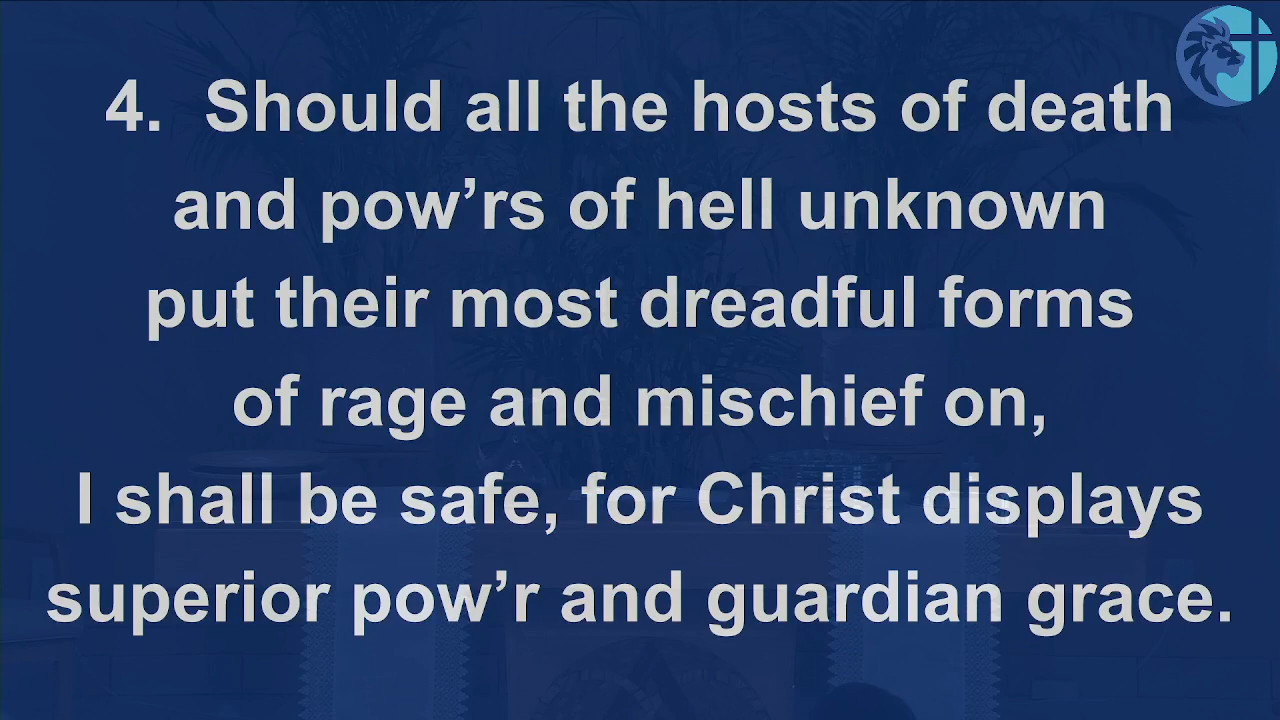 4. Should all the hosts of death
and pow’rs of hell unknown
put their most dreadful forms
of rage and mischief on,
I shall be safe, for Christ displays
superior pow’r and guardian grace.